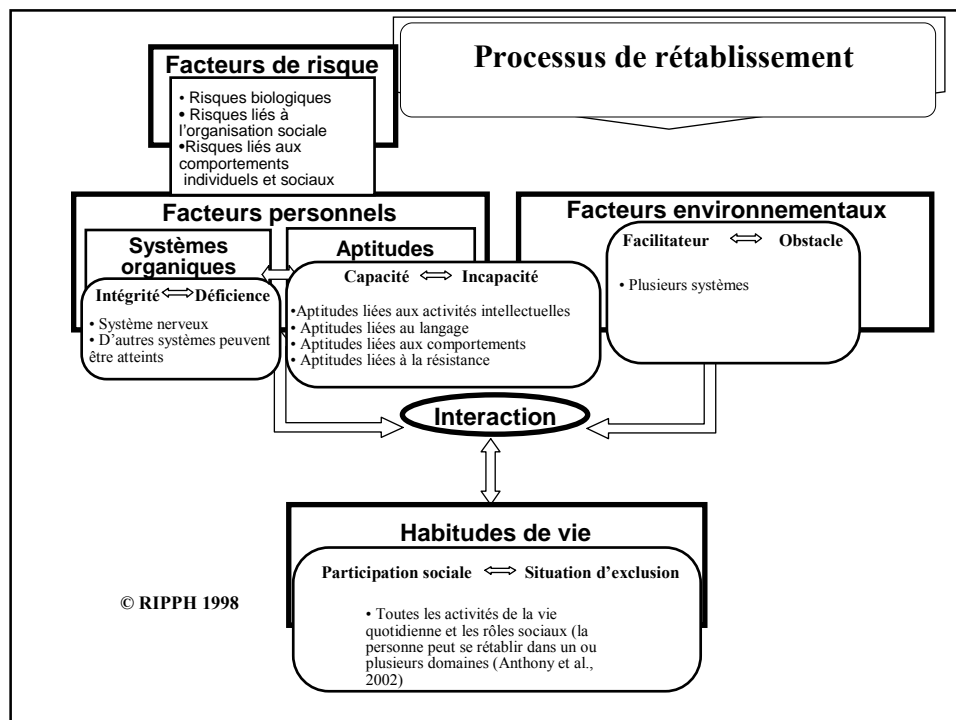 Processus de rétablissement
Facteurs de risque
• Risques biologiques
• Risques liés à
l'organisation sociale
•Risques liés aux
comportements
individuels et sociaux
Facteurs personnels
Systèmes
organiques
Intégrité ⇔ Déficience
• Système nerveux
• D'autres systèmes peuvent
être atteints
Aptitudes
Capacité ⇔ Incapacité
•Aptitudes liées aux activités intellectuelles
• Aptitudes liées au langage
• Aptitudes liées aux comportements
• Aptitudes liées à la résistance
Facteurs environnementaux
Facilitateur ⇔ Obstacle
• Plusieurs systèmes
Interaction
Habitudes de vie
Participation sociale ⇔ Situation d'exclusion
• Toutes les activités de la vie
quotidienne et les rôles sociaux (la
personne peut se rétablir dans un ou
plusieurs domaines (Anthony et al.,
2002)
© RIPPH 1998